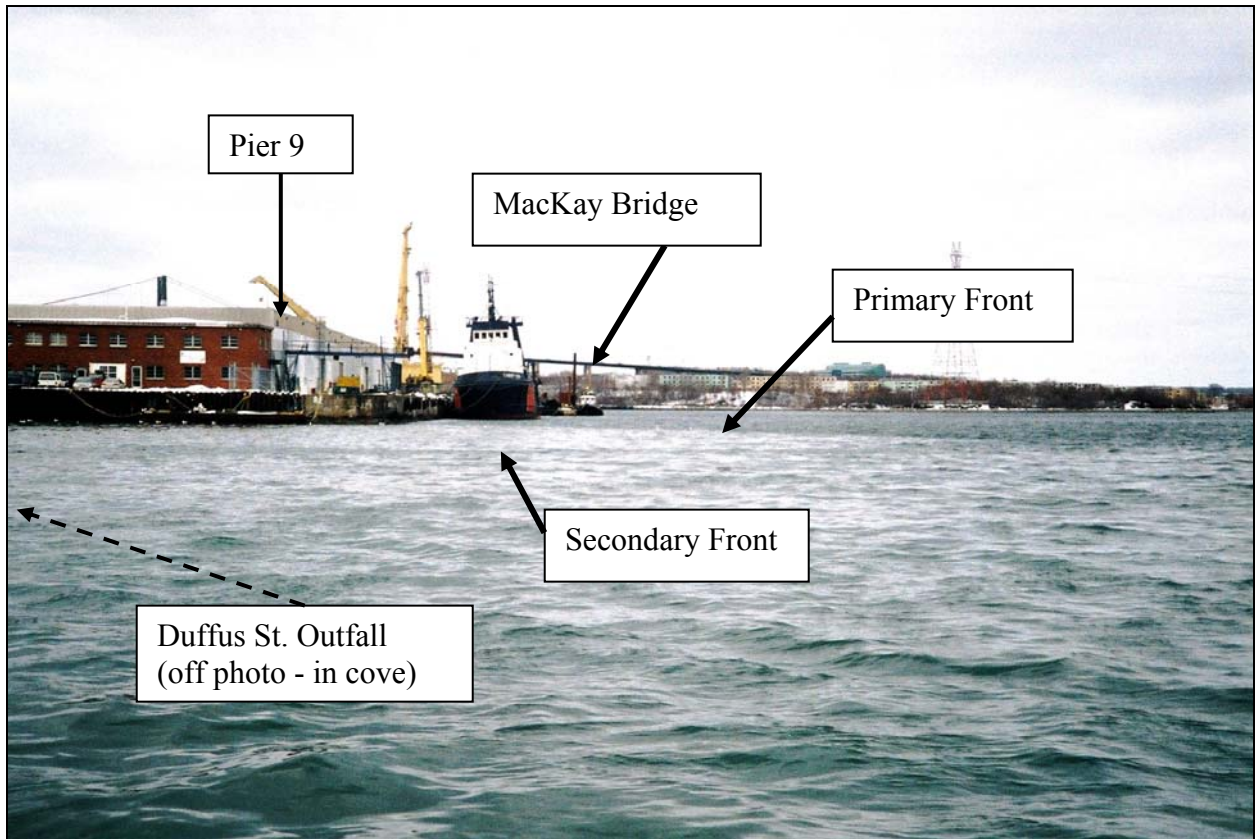 Pier 9
MacKay Bridge
Primary Front
Secondary Front
Duffus St. Outfall
(off photo - in cove)